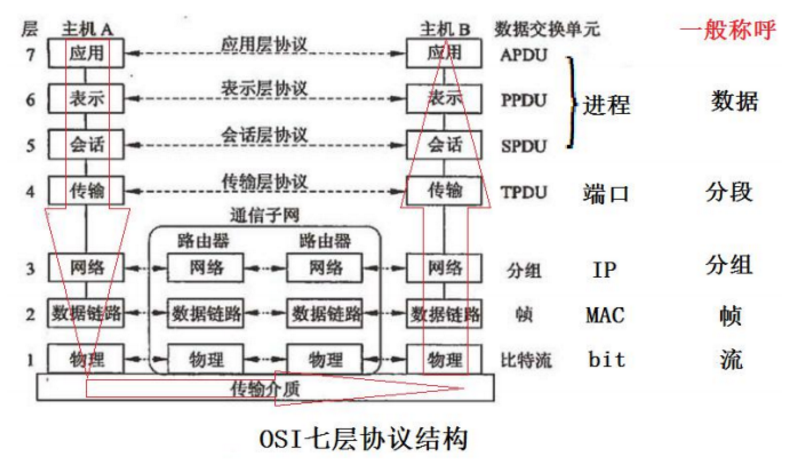 层 主机A 主机B 数据交换单元 一般称呼
7 应用 应用层协议 应用 APDU
6 表示 表示层协议 表示 PPDU 进程 数据
5 会话 会话层协议 会话 SPDU
4 传输 传输层协议 传输 TPDU 端口 分段
通信子网
路由器 路由器
3 网络 网络 网络 网络 分组 IP 分组
2 数据链路 数据链路 数据链路 数据链路 帧 MAC 帧
1 物理 物理 物理 物理 比特流 bit 流
传输介质
OSI七层协议结构